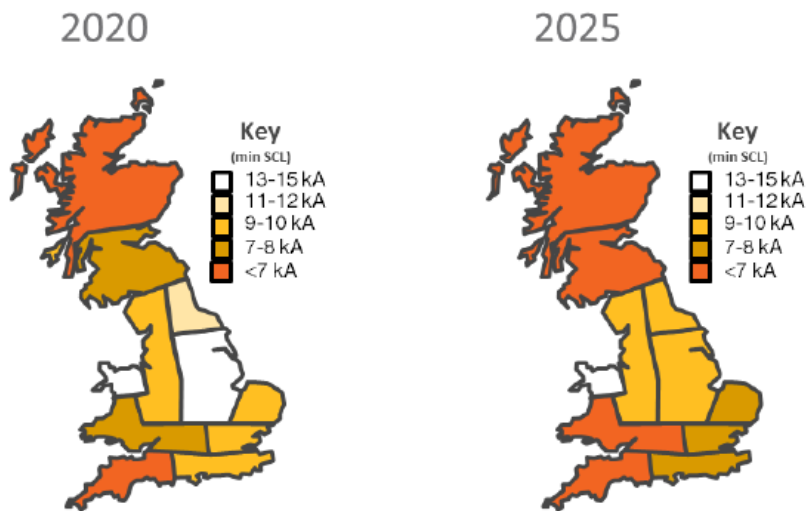 2020
Key
(min SCL)
13-15 kA
11-12 kA
9-10 kA
7-8 kA
<7 kA
2025
Key
(min SCL)
13-15 kA
11-12 kA
9-10 kA
7-8 kA
<7 kA